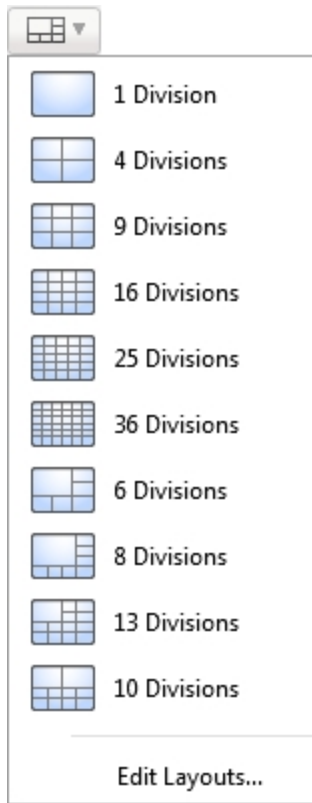 1 Division
4 Divisions
9 Divisions
16 Divisions
25 Divisions
36 Divisions
6 Divisions
8 Divisions
13 Divisions
10 Divisions
Edit Layouts...